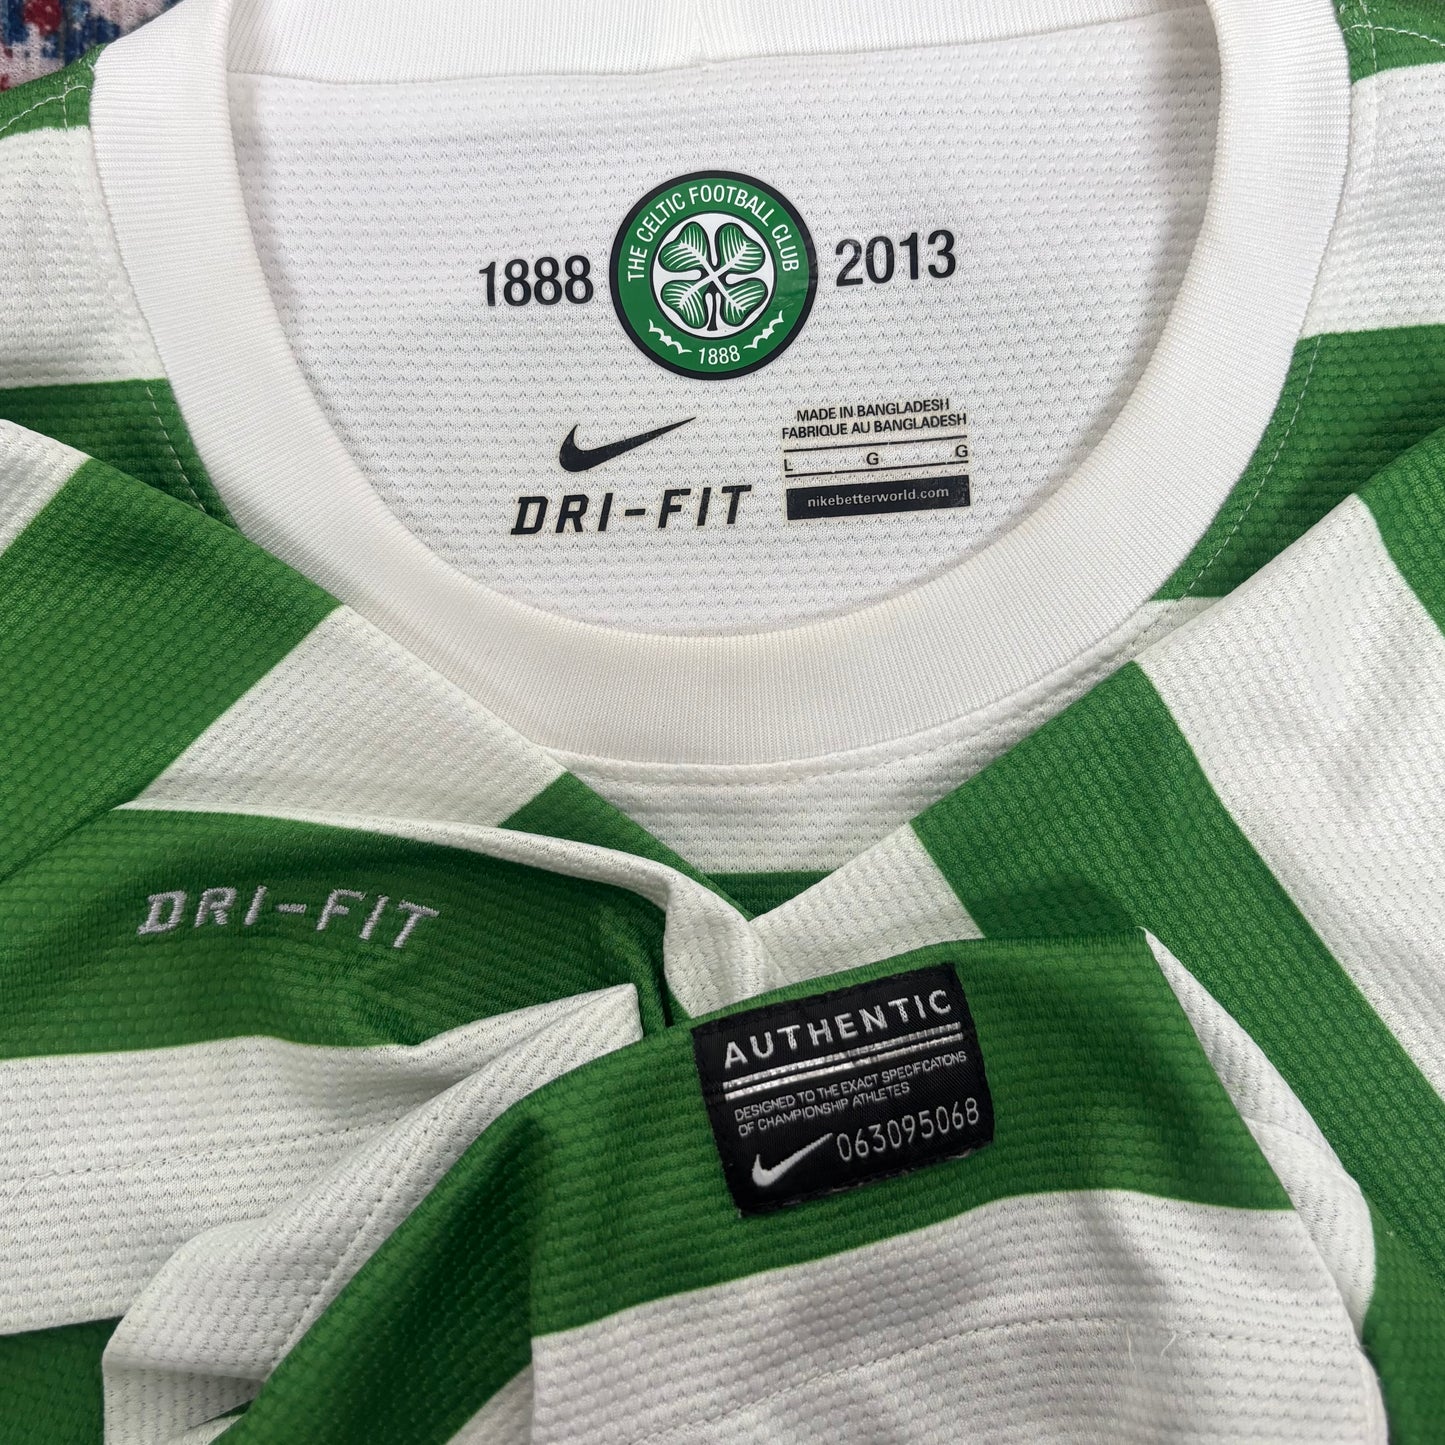 1888
THE CELTIC FOOTBALL CLUB
1888
2013
DRI-FIT
MADE IN BANGLADESH
FABRIQUE AU BANGLADESH
L G G
nikebetterworld.com
DRI-FIT
AUTHENTIC
DESIGNED TO THE EXACT SPECIFICATIONS
OF CHAMPIONSHIP ATHLETES
063095068